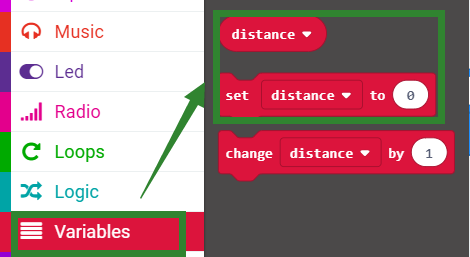 Music
Led
Radio
Loops
Logic
Variables
distance
set distance to 0
change distance by 1